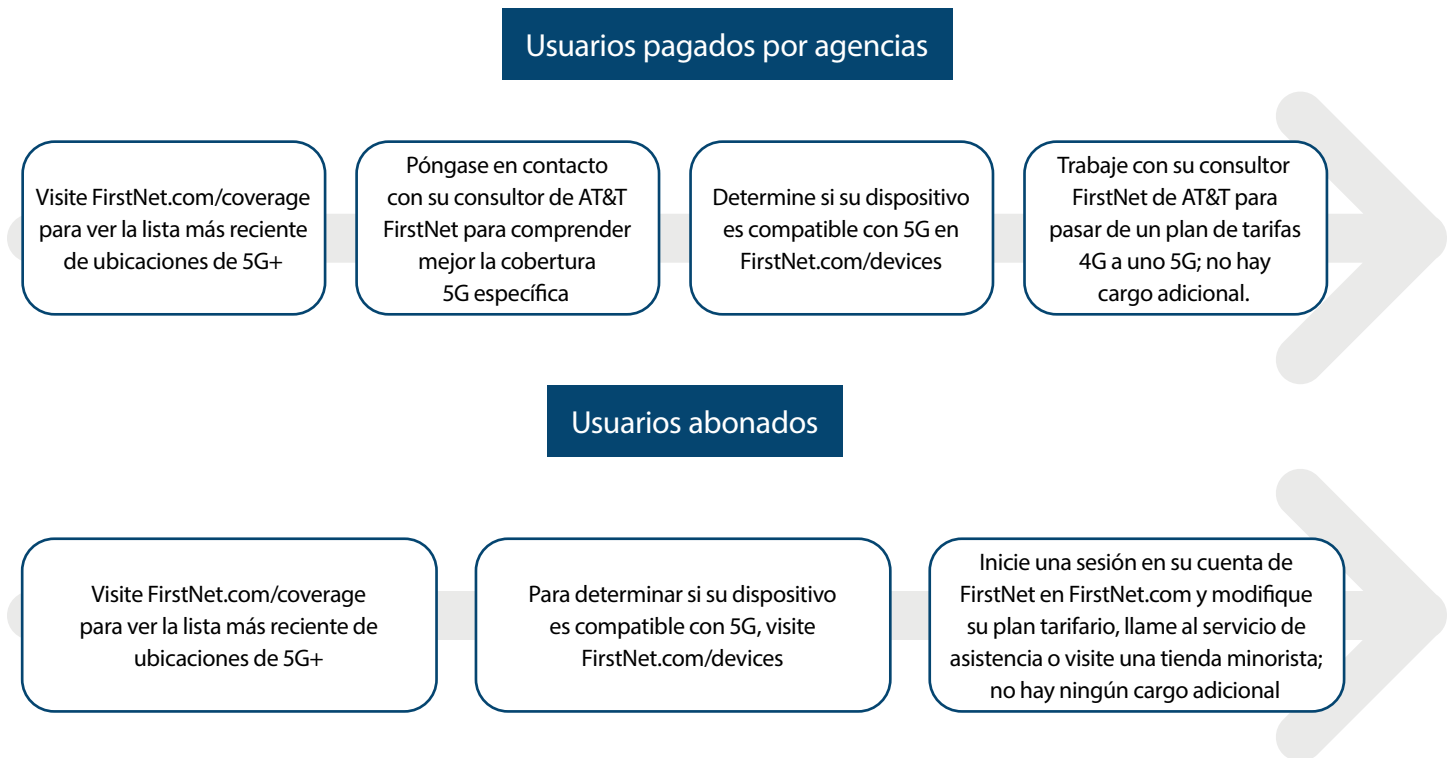 Usuarios pagados por agencias
Visite FirstNet.com/coverage
para ver la lista más reciente
de ubicaciones de 5G+
Póngase en contacto
con su consultor de AT&T
FirstNet para comprender
mejor la cobertura
5G específica
Determine si su dispositivo
es compatible con 5G en
FirstNet.com/devices
Trabaje con su consultor
FirstNet de AT&T para
pasar de un plan de tarifas
4G a uno 5G; no hay
cargo adicional.
Usuarios abonados
Visite FirstNet.com/coverage
para ver la lista más reciente de
ubicaciones de 5G+
Para determinar si su dispositivo
es compatible con 5G, visite
FirstNet.com/devices
Inicie una sesión en su cuenta de
FirstNet en FirstNet.com y modifique
su plan tarifario, llame al servicio de
asistencia o visite una tienda minorista;
no hay ningún cargo adicional